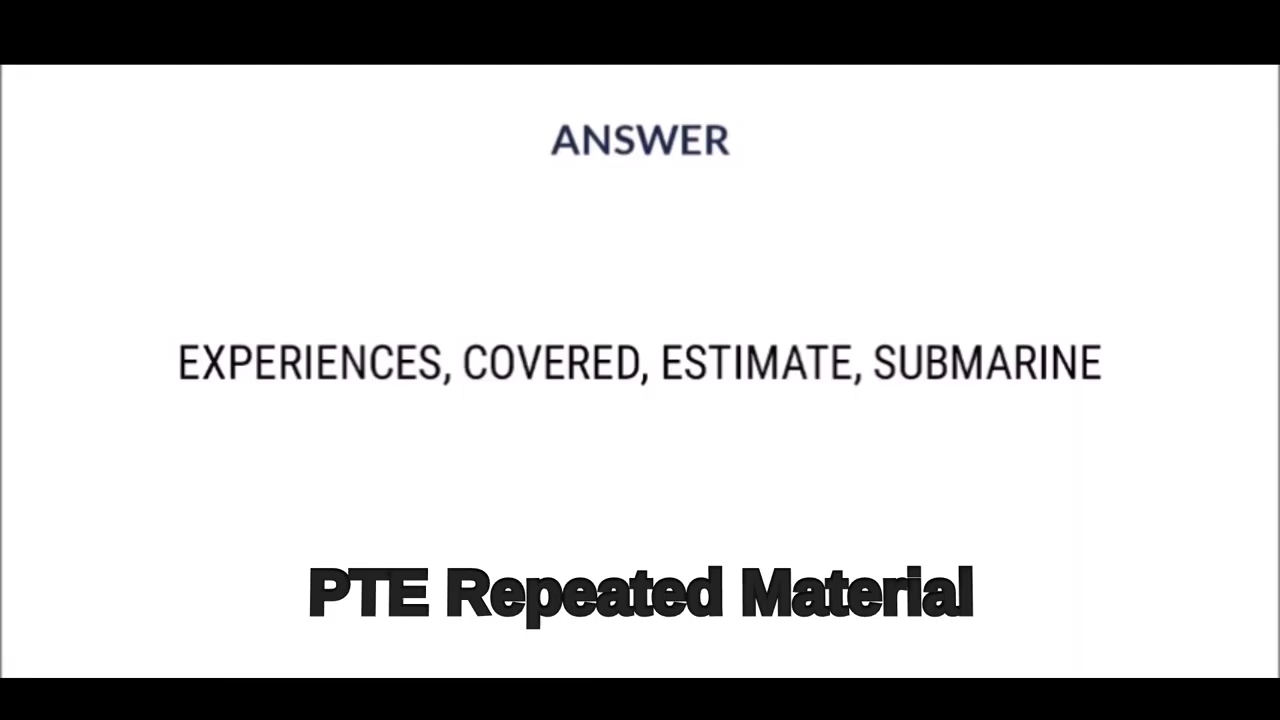 ANSWER
EXPERIENCES, COVERED, ESTIMATE, SUBMARINE
PTE Repeated Material